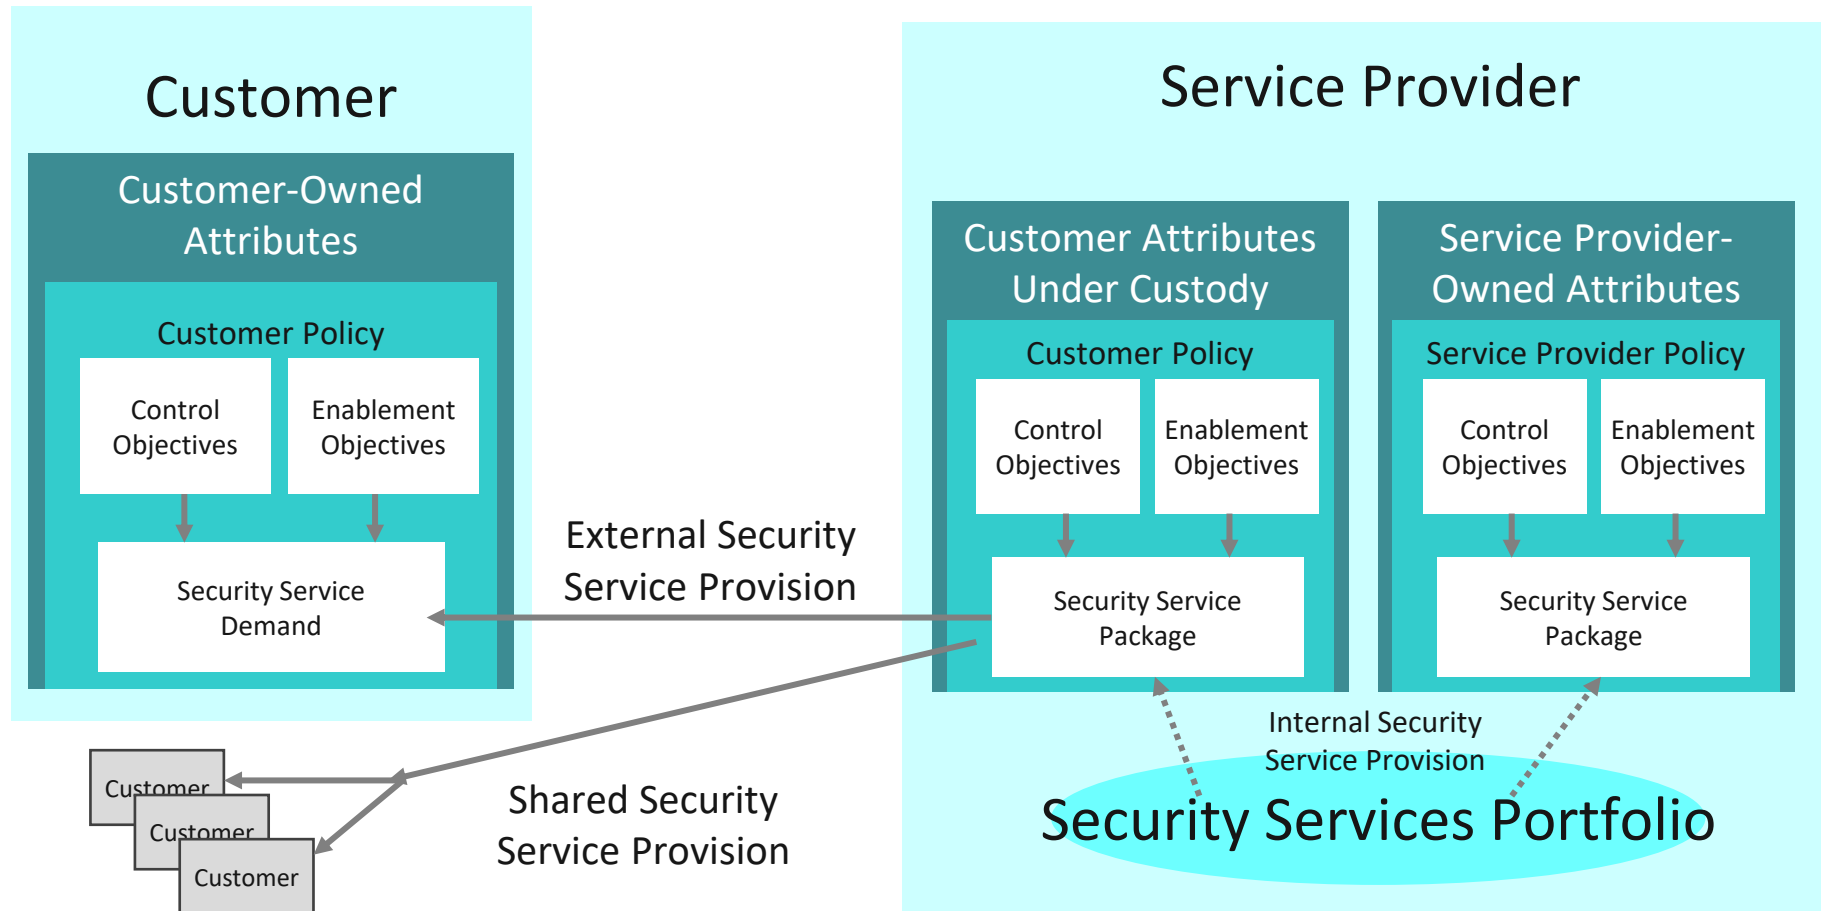 Customer
Customer-Owned
Attributes
Customer Policy
Control
Objectives
Enablement
Objectives
Security Service
Demand
External Security
Service Provision
Customer
Customer
Customer
Shared Security
Service Provision
Service Provider
Customer Attributes
Under Custody
Customer Policy
Control
Objectives
Enablement
Objectives
Security Service
Package
Service Provider-
Owned Attributes
Service Provider Policy
Control
Objectives
Enablement
Objectives
Security Service
Package
Internal Security
Service Provision
Security Services Portfolio